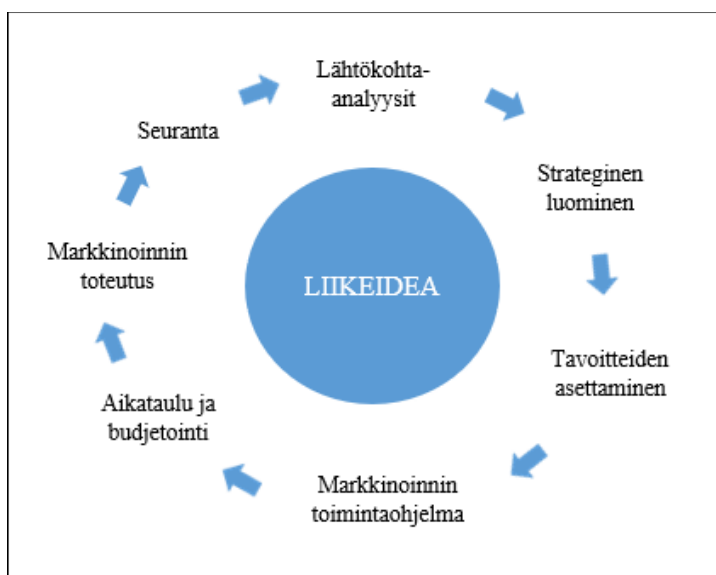 Lähtökohta-
analyysit
Strateginen
luominen
Tavoitteiden
asettaminen
Markkinoinnin
toimintaohjelma
Aikataulu ja
budjetointi
Markkinoinnin
toteutus
Seuranta
LIIKEIDEA